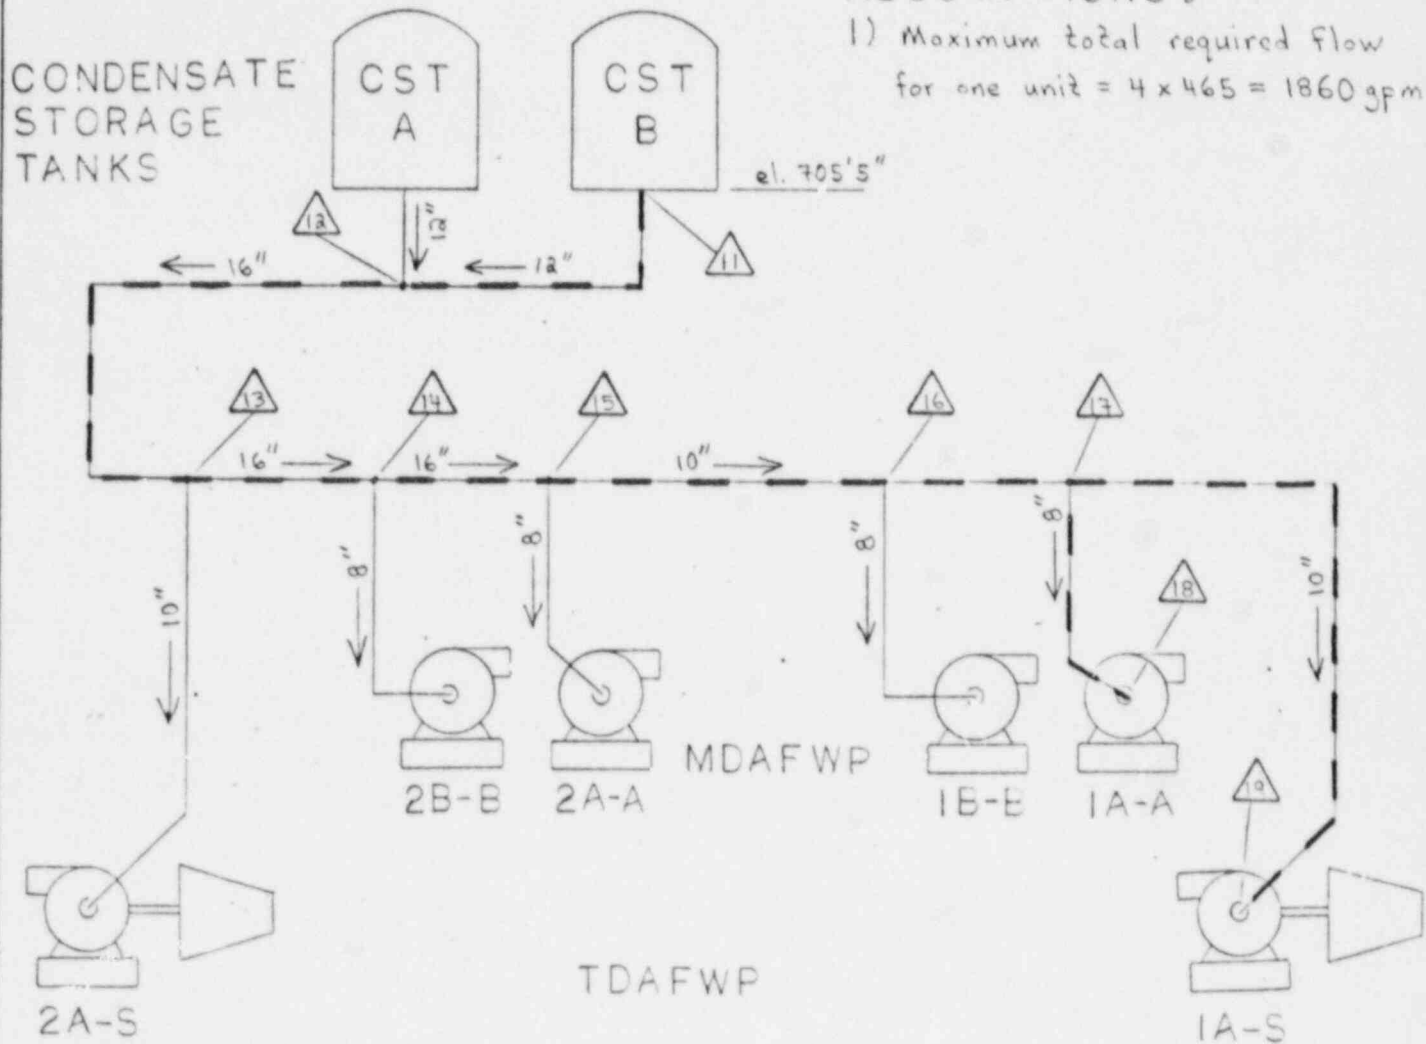 1) Maximum total required flow
for one unit = 4 x 465 = 1860 gpm
CONDENSATE
STORAGE
TANKS
CST
A
CST
B
el. 705'5"
12
12"
11
16"
12"
13
14
15
16
17
16"
16"
10"
10"
8"
8"
8"
8"
18
10"
MDAFWP
2B-B
2A-A
1B-B
1A-A
19
TDAFWP
2A-S
1A-S